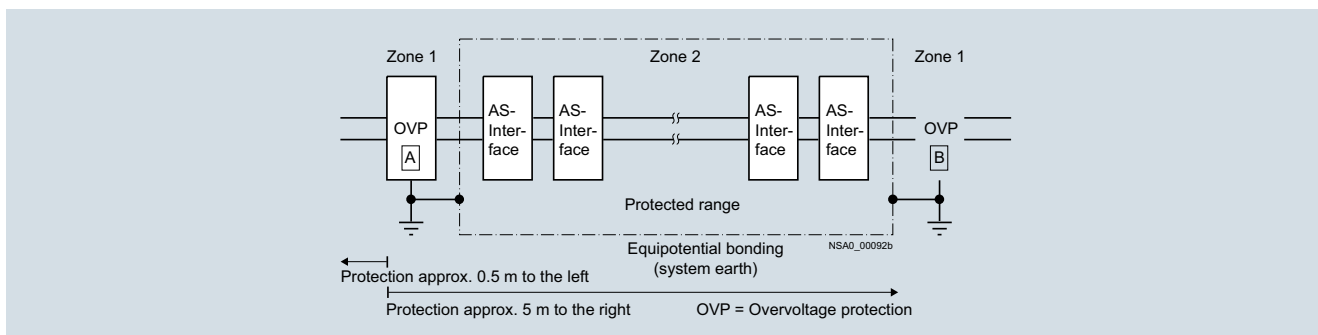 Zone 1
Zone 2
Zone 1
OVP
A
AS-
Inter-
face
AS-
Inter-
face
AS-
Inter-
face
AS-
Inter-
face
OVP
B
Protected range
Equipotential bonding
(system earth)
NSA0_00092b
Protection approx. 0.5 m to the left
Protection approx. 5 m to the right
OVP = Overvoltage protection